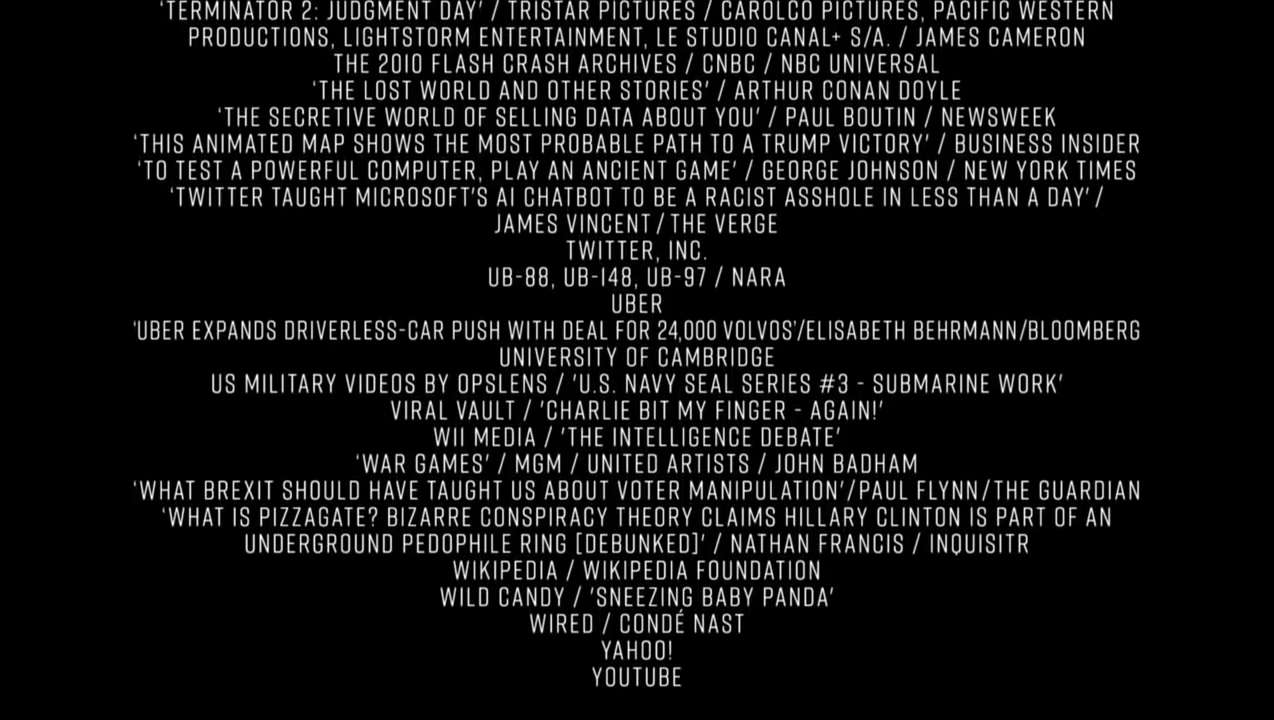 ‘TERMINATOR 2: JUDGMENT DAY’ / TRISTAR PICTURES / CAROLCO PICTURES, PACIFIC WESTERN
PRODUCTIONS, LIGHTSTORM ENTERTAINMENT, LE STUDIO CANAL+ S/A. / JAMES CAMERON
THE 2010 FLASH CRASH ARCHIVES / CNBC / NBC UNIVERSAL
‘THE LOST WORLD AND OTHER STORIES’ / ARTHUR CONAN DOYLE
‘THE SECRETIVE WORLD OF SELLING DATA ABOUT YOU’ / PAUL BOUTIN / NEWSWEEK
‘THIS ANIMATED MAP SHOWS THE MOST PROBABLE PATH TO A TRUMP VICTORY’ / BUSINESS INSIDER
‘TO TEST A POWERFUL COMPUTER, PLAY AN ANCIENT GAME’ / GEORGE JOHNSON / NEW YORK TIMES
‘TWITTER TAUGHT MICROSOFT’S AI CHATBOT TO BE A RACIST ASSHOLE IN LESS THAN A DAY’ /
JAMES VINCENT / THE VERGE
TWITTER, INC.
UB-88, UB-148, UB-97 / NARA
UBER
'UBER EXPANDS DRIVERLESS-CAR PUSH WITH DEAL FOR 24,000 VOLVOS'/ELISABETH BEHRMANN/BLOOMBERG
UNIVERSITY OF CAMBRIDGE
US MILITARY VIDEOS BY OPSLENS / 'U.S. NAVY SEAL SERIES #3 - SUBMARINE WORK'
VIRAL VAULT / 'CHARLIE BIT MY FINGER - AGAIN!'
WII MEDIA / 'THE INTELLIGENCE DEBATE'
‘WAR GAMES’ / MGM / UNITED ARTISTS / JOHN BADHAM
‘WHAT BREXIT SHOULD HAVE TAUGHT US ABOUT VOTER MANIPULATION’/PAUL FLYNN/THE GUARDIAN
‘WHAT IS PIZZAGATE? BIZARRE CONSPIRACY THEORY CLAIMS HILLARY CLINTON IS PART OF AN
UNDERGROUND PEDOPHILE RING [DEBUNKED]’ / NATHAN FRANCIS / INQUISITR
WIKIPEDIA / WIKIPEDIA FOUNDATION
WILD CANDY / 'SNEEZING BABY PANDA'
WIRED / CONDÉ NAST
YAHOO!
YOUTUBE